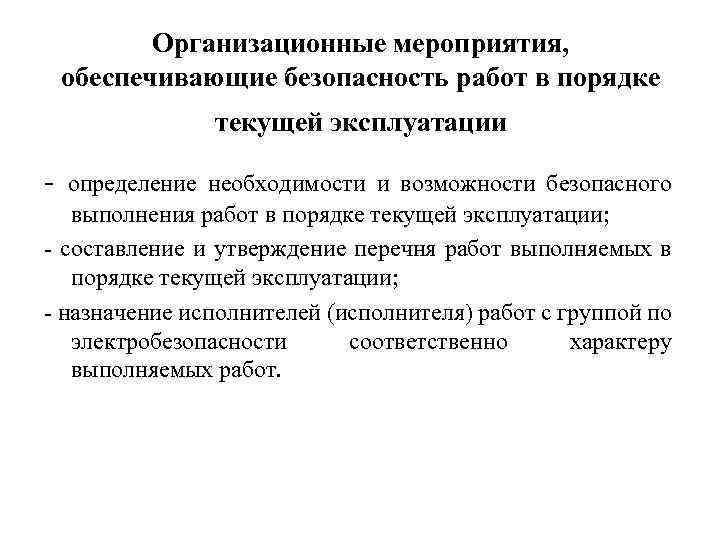 Организационные мероприятия,
обеспечивающие безопасность работ в порядке
текущей эксплуатации
- определение необходимости и возможности безопасного
выполнения работ в порядке текущей эксплуатации;
- составление и утверждение перечня работ выполняемых в
порядке текущей эксплуатации;
- назначение исполнителей (исполнителя) работ с группой по
электробезопасности соответственно характеру
выполняемых работ.